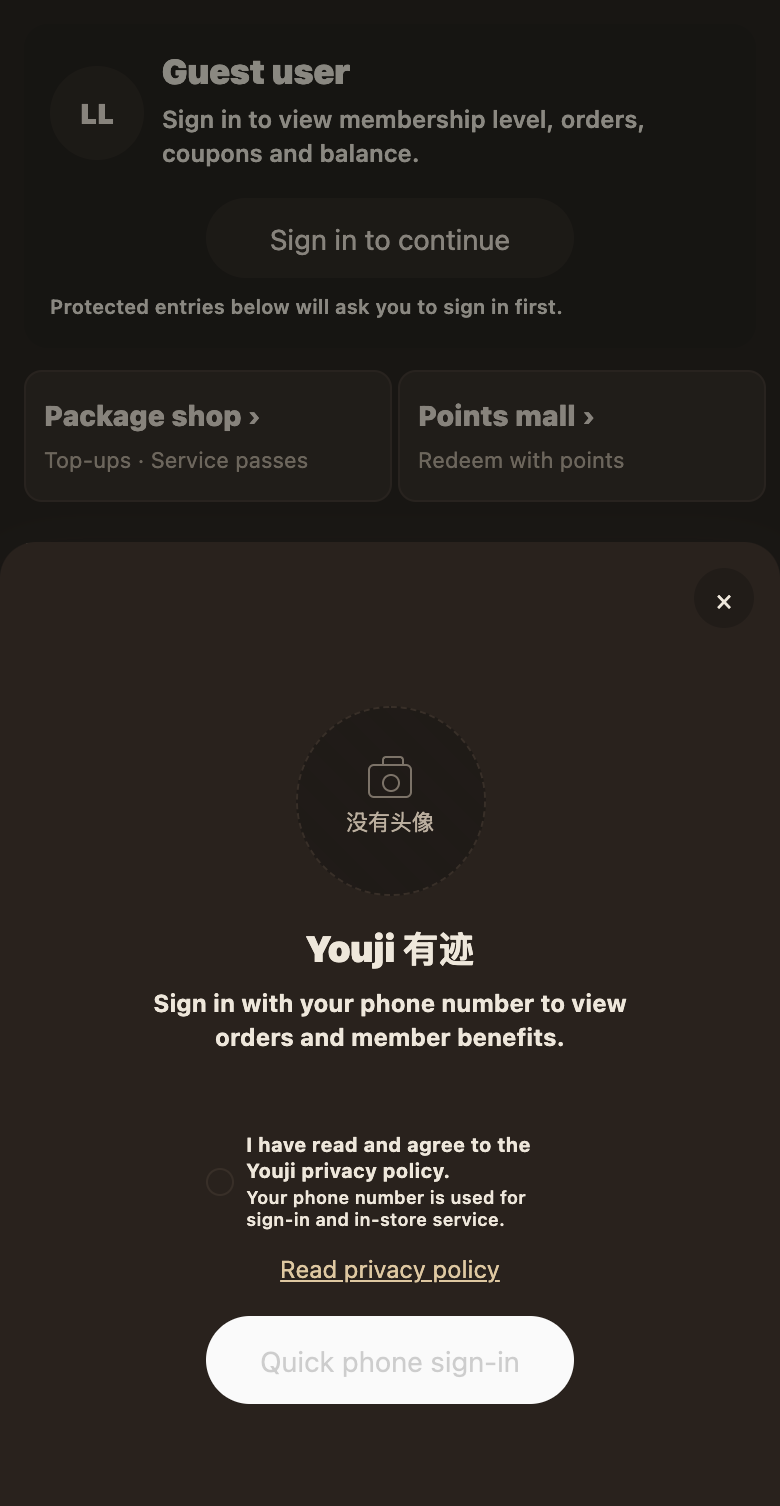 LL
Guest user
Sign in to view membership level, orders,
coupons and balance.
Sign in to continue
Protected entries below will ask you to sign in first.
Package shop ›
Top-ups · Service passes
Points mall ›
Redeem with points
×
没有头像
Youji 有迹
Sign in with your phone number to view
orders and member benefits.
I have read and agree to the
Youji privacy policy.
Your phone number is used for
sign-in and in-store service.
Read privacy policy
Quick phone sign-in